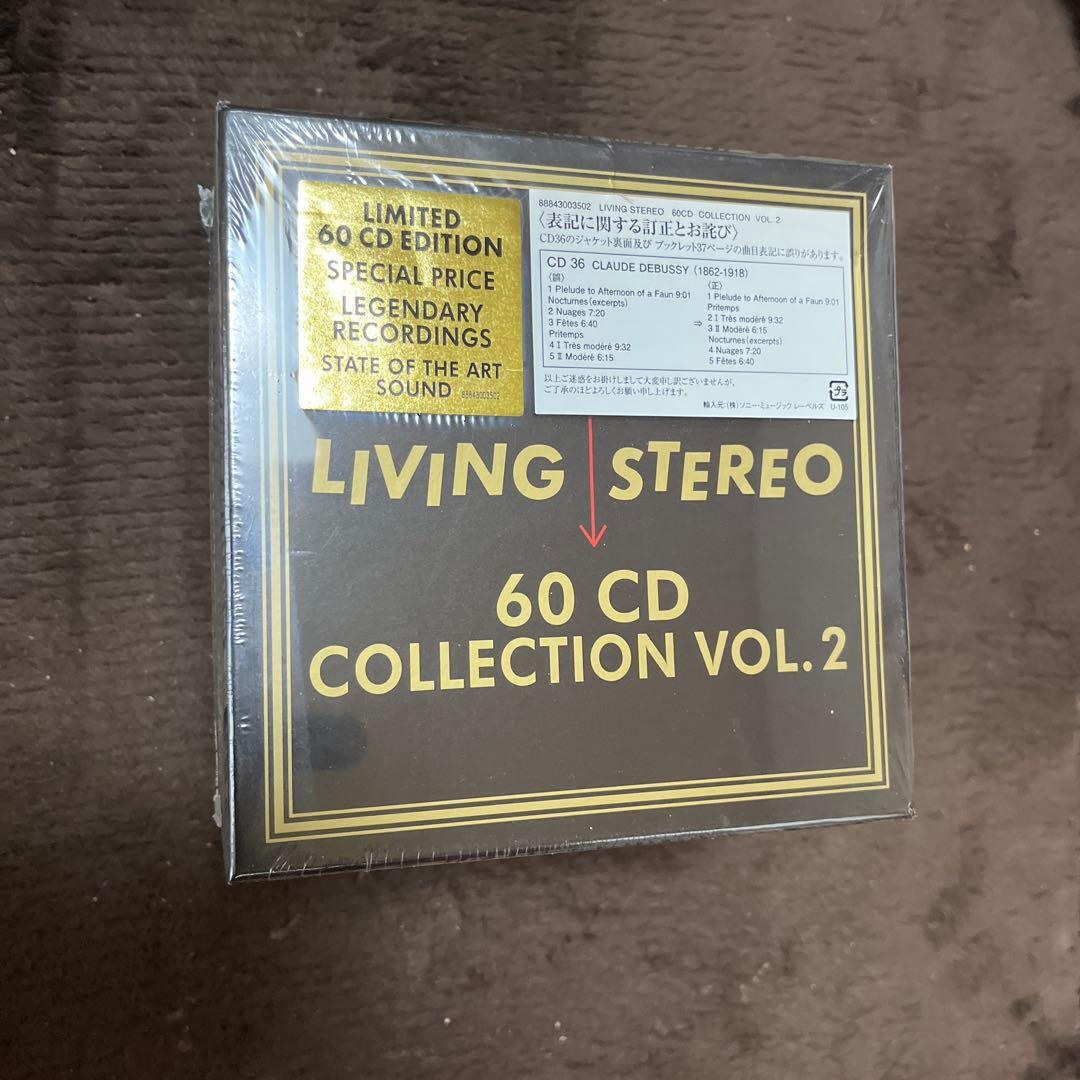 LIMITED
60 CD EDITION
SPECIAL PRICE
LEGENDARY
RECORDINGS
STATE OF THE ART
SOUND 88843003502
88843003502 LIVING STEREO 60CD COLLECTION VOL. 2
〈表記に関する訂正とお詫び〉
CD36のジャケット裏面及び ブックレット37ページの曲目表記に誤りがあります。
CD 36 CLAUDE DEBUSSY (1862-1918)
〈誤〉
1 Plelude to Afternoon of a Faun 9:01
Nocturnes(excerpts)
2 Nuages 7:20
3 Fêtes 6:40
Pritemps
4 I Très modéré 9:32
5 II Modéré 6:15
⇒
〈正〉
1 Plelude to Afternoon of a Faun 9:01
Pritemps
2 I Très modéré 9:32
3 II Modéré 6:15
Nocturnes(excerpts)
4 Nuages 7:20
5 Fêtes 6:40
以上ご迷惑をお掛けしまして大変申し訳ございませんが、
ご了承のほどよろしくお願い申し上げます。
プラ
輸入元:(株)ソニー・ミュージック レーベルズ U-105
LIVING STEREO
60 CD
COLLECTION VOL. 2